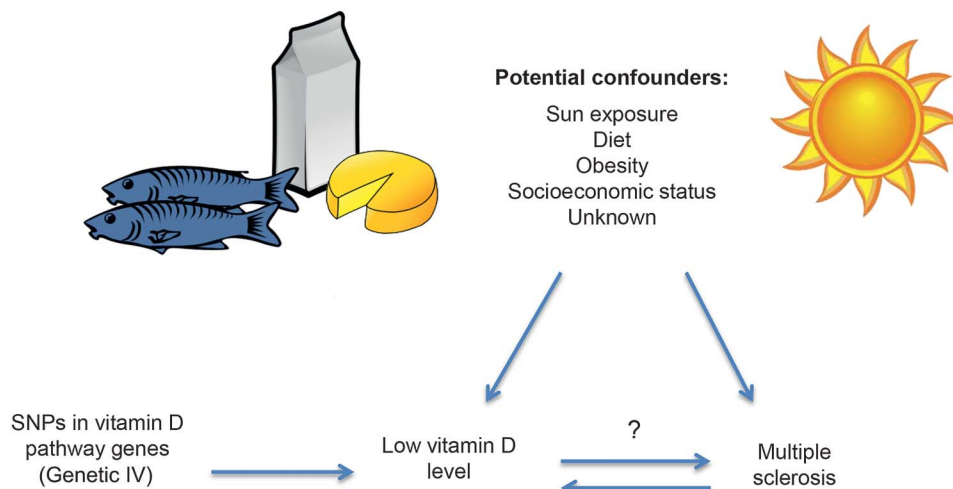 Potential confounders:
Sun exposure
Diet
Obesity
Socioeconomic status
Unknown
SNPs in vitamin D
pathway genes
(Genetic IV)
Low vitamin D
level
?
Multiple
sclerosis